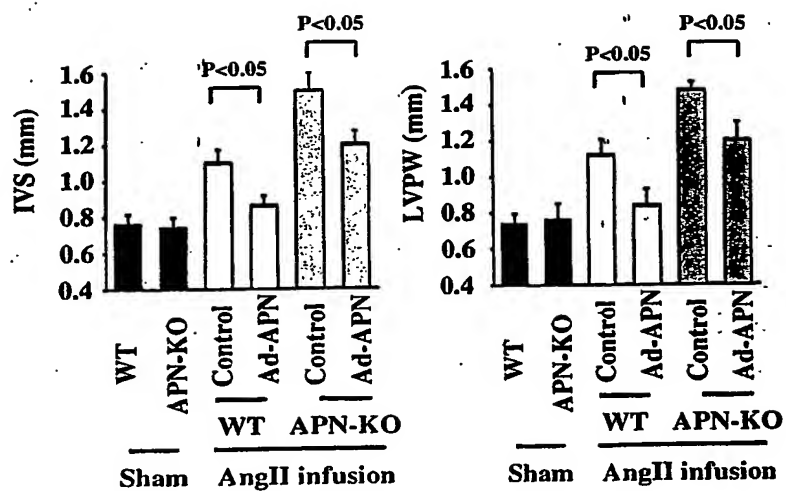 P<0.05
P<0.05
IVS (mm)
1.6
1.4
1.2
1.0
0.8
0.6
0.4
WT
APN-KO
Control
Ad-APN
Control
Ad-APN
WT
APN-KO
Sham
AngII infusion
P<0.05
P<0.05
LVPW (mm)
1.6
1.4
1.2
1.0
0.8
0.6
0.4
WT
APN-KO
Control
Ad-APN
Control
Ad-APN
WT
APN-KO
Sham
AngII infusion